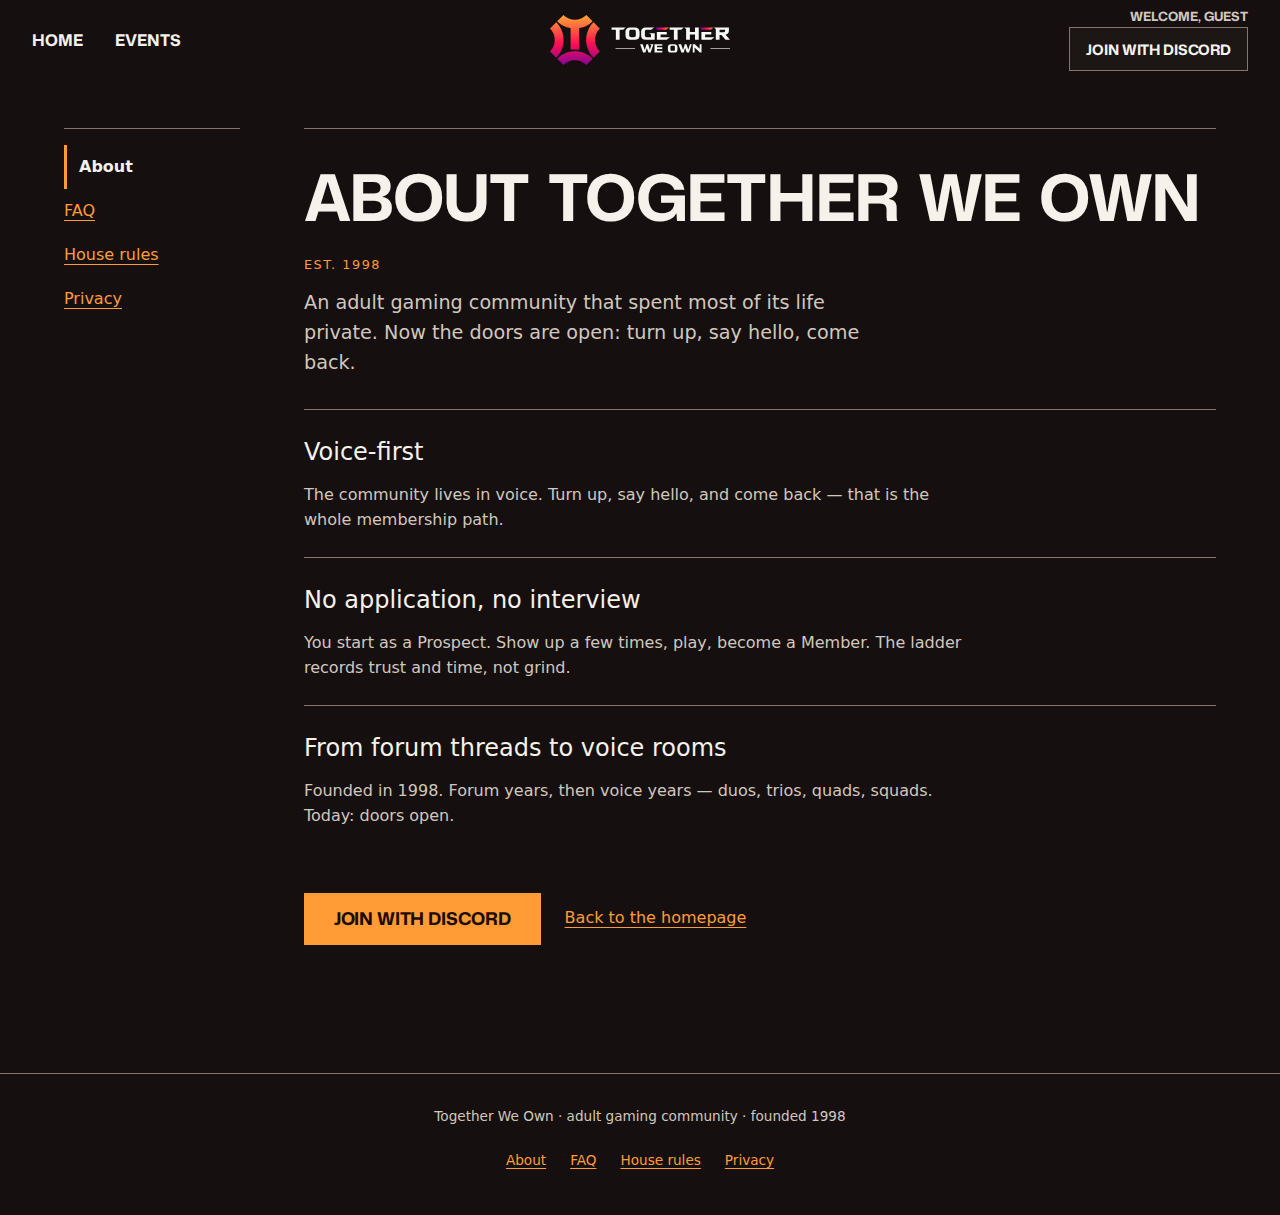 HOME
EVENTS
TOGETHER
WE OWN
WELCOME, GUEST
JOIN WITH DISCORD
About
FAQ
House rules
Privacy
ABOUT TOGETHER WE OWN
EST. 1998
An adult gaming community that spent most of its life
private. Now the doors are open: turn up, say hello, come
back.
Voice-first
The community lives in voice. Turn up, say hello, and come back — that is the
whole membership path.
No application, no interview
You start as a Prospect. Show up a few times, play, become a Member. The ladder
records trust and time, not grind.
From forum threads to voice rooms
Founded in 1998. Forum years, then voice years — duos, trios, quads, squads.
Today: doors open.
JOIN WITH DISCORD
Back to the homepage
Together We Own · adult gaming community · founded 1998
About FAQ House rules Privacy